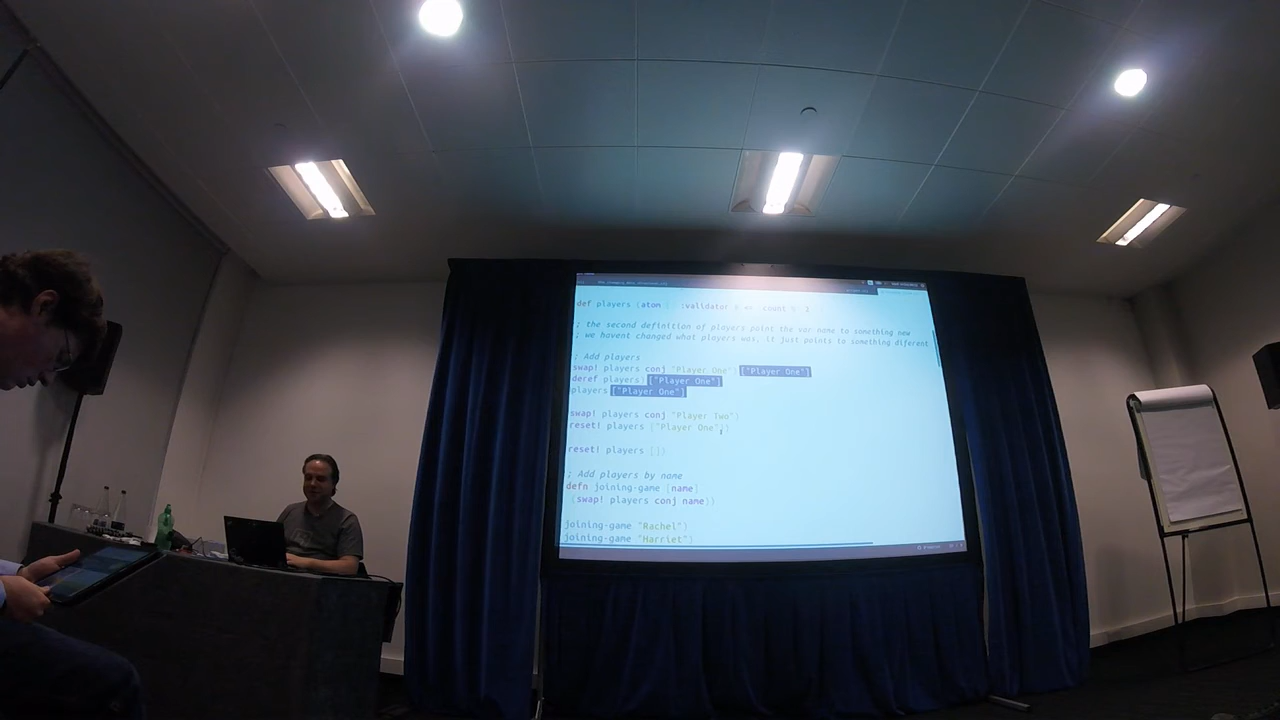 def players (atom [] :validator
; the second definition of players point the var name to something new
; we havent changed what players was, it just points to something diferent
; Add players
swap! players conj "Player One") ["Player One"]
deref players) ["Player One"]
players ["Player One"]
swap! players conj "Player Two")
reset! players ["Player One"])
reset! players [])
; Add players by name
defn joining-game [name]
(swap! players conj name))
joining-game "Rachel")
joining-game "Harriet")